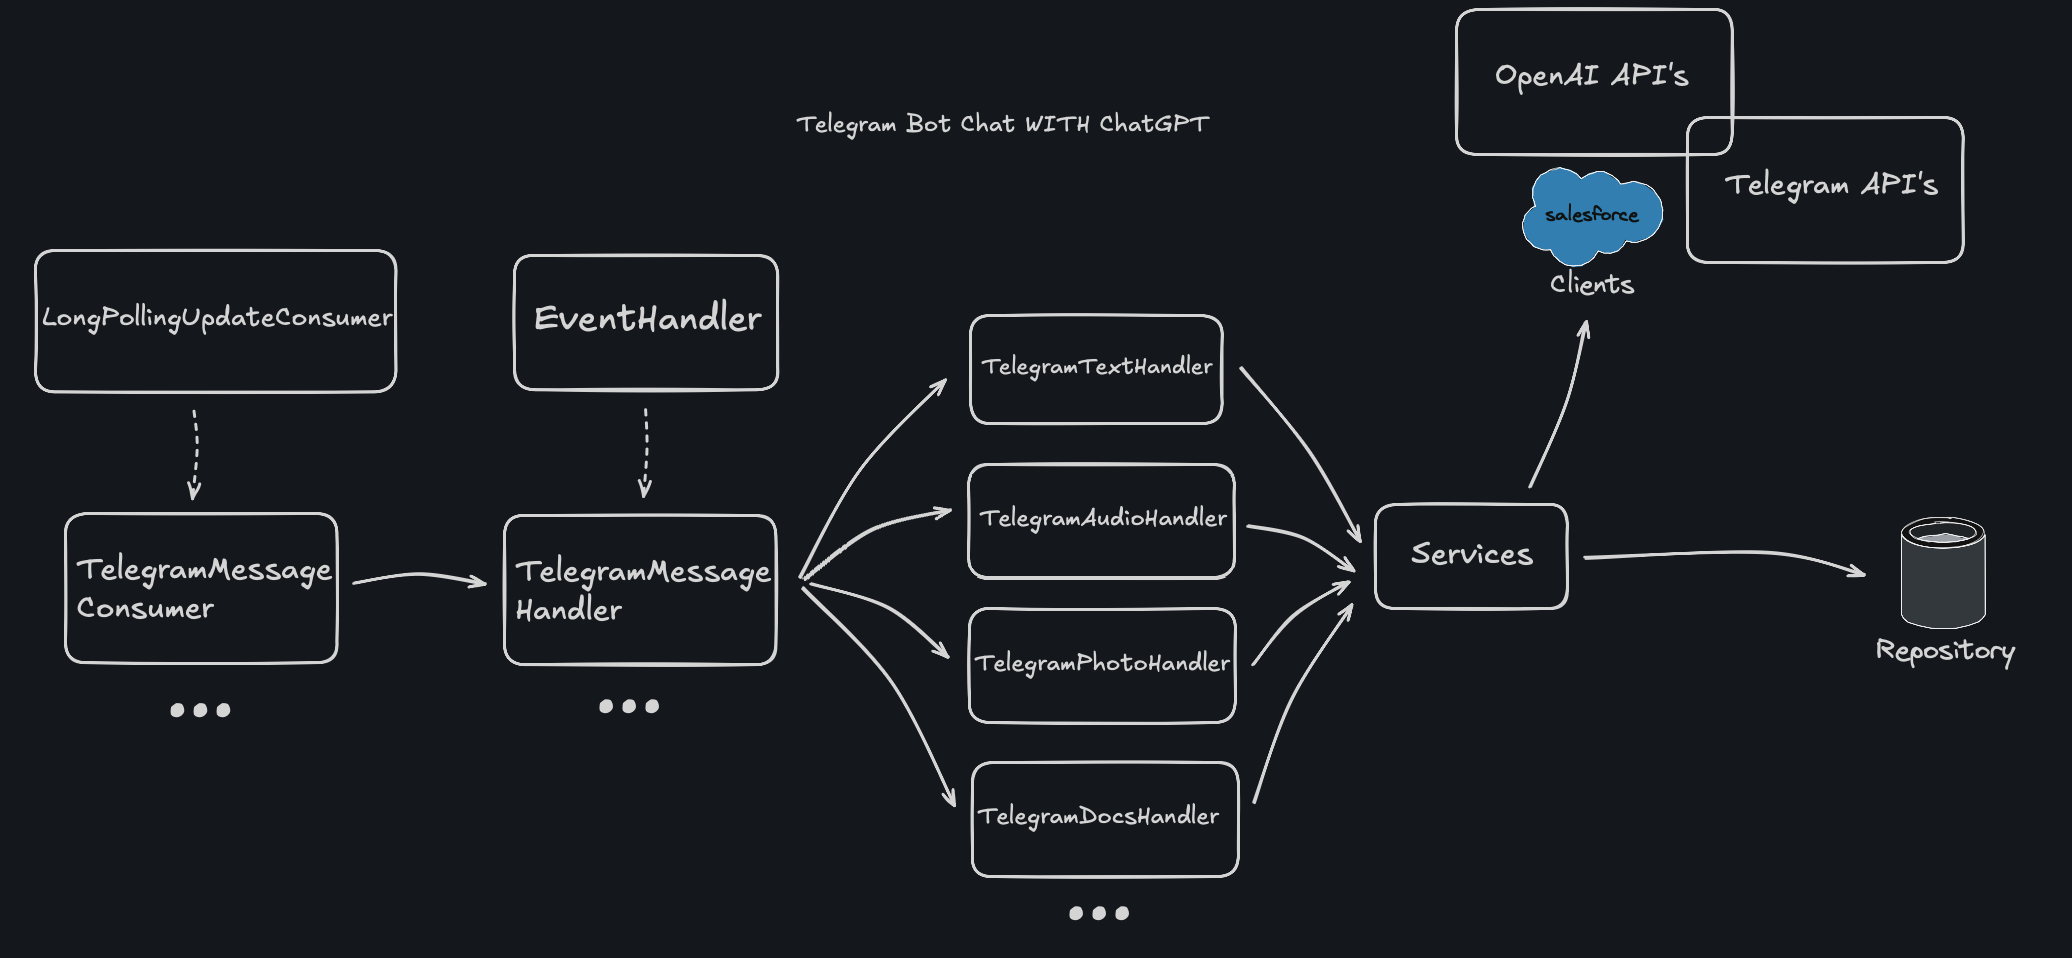 OpenAI API's
Telegram Bot Chat WITH ChatGPT
Telegram API's
salesforce
Clients
LongPollingUpdateConsumer
EventHandler
TelegramTextHandler
TelegramAudioHandler
Services
TelegramMessage
Consumer
TelegramMessage
Handler
TelegramPhotoHandler
Repository
TelegramDocsHandler